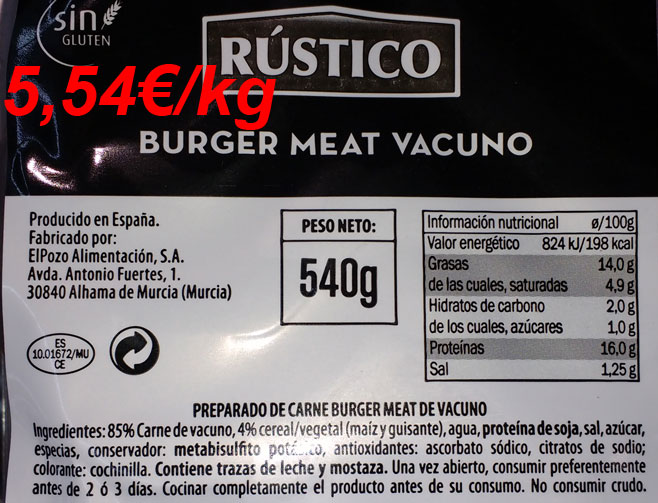 sin
GLUTEN
RÚSTICO
5,54€/kg
BURGER MEAT VACUNO
Producido en España.
Fabricado por:
ElPozo Alimentación, S.A.
Avda. Antonio Fuertes, 1.
30840 Alhama de Murcia (Murcia)
ES
10.01672/MU
CE
PESO NETO:
540g
Información nutricional ø/100g
Valor energético 824 kJ/198 kcal
Grasas 14,0 g
de las cuales, saturadas 4,9 g
Hidratos de carbono 2,0 g
de los cuales, azúcares 1,0 g
Proteínas 16,0 g
Sal 1,25 g
PREPARADO DE CARNE BURGER MEAT DE VACUNO
Ingredientes: 85% Carne de vacuno, 4% cereal/vegetal (maíz y guisante), agua, proteína de soja, sal, azúcar,
especias, conservador: metabisulfito potásico, antioxidantes: ascorbato sódico, citratos de sodio;
colorante: cochinilla. Contiene trazas de leche y mostaza. Una vez abierto, consumir preferentemente
antes de 2 ó 3 días. Cocinar completamente el producto antes de su consumo. No consumir crudo.